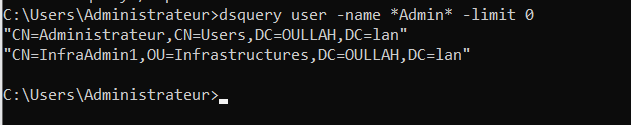 C:\Users\Administrateur>dsquery user -name *Admin* -limit 0
"CN=Administrateur,CN=Users,DC=OULLAH,DC=lan"
"CN=InfraAdmin1,OU=Infrastructures,DC=OULLAH,DC=lan"
C:\Users\Administrateur>